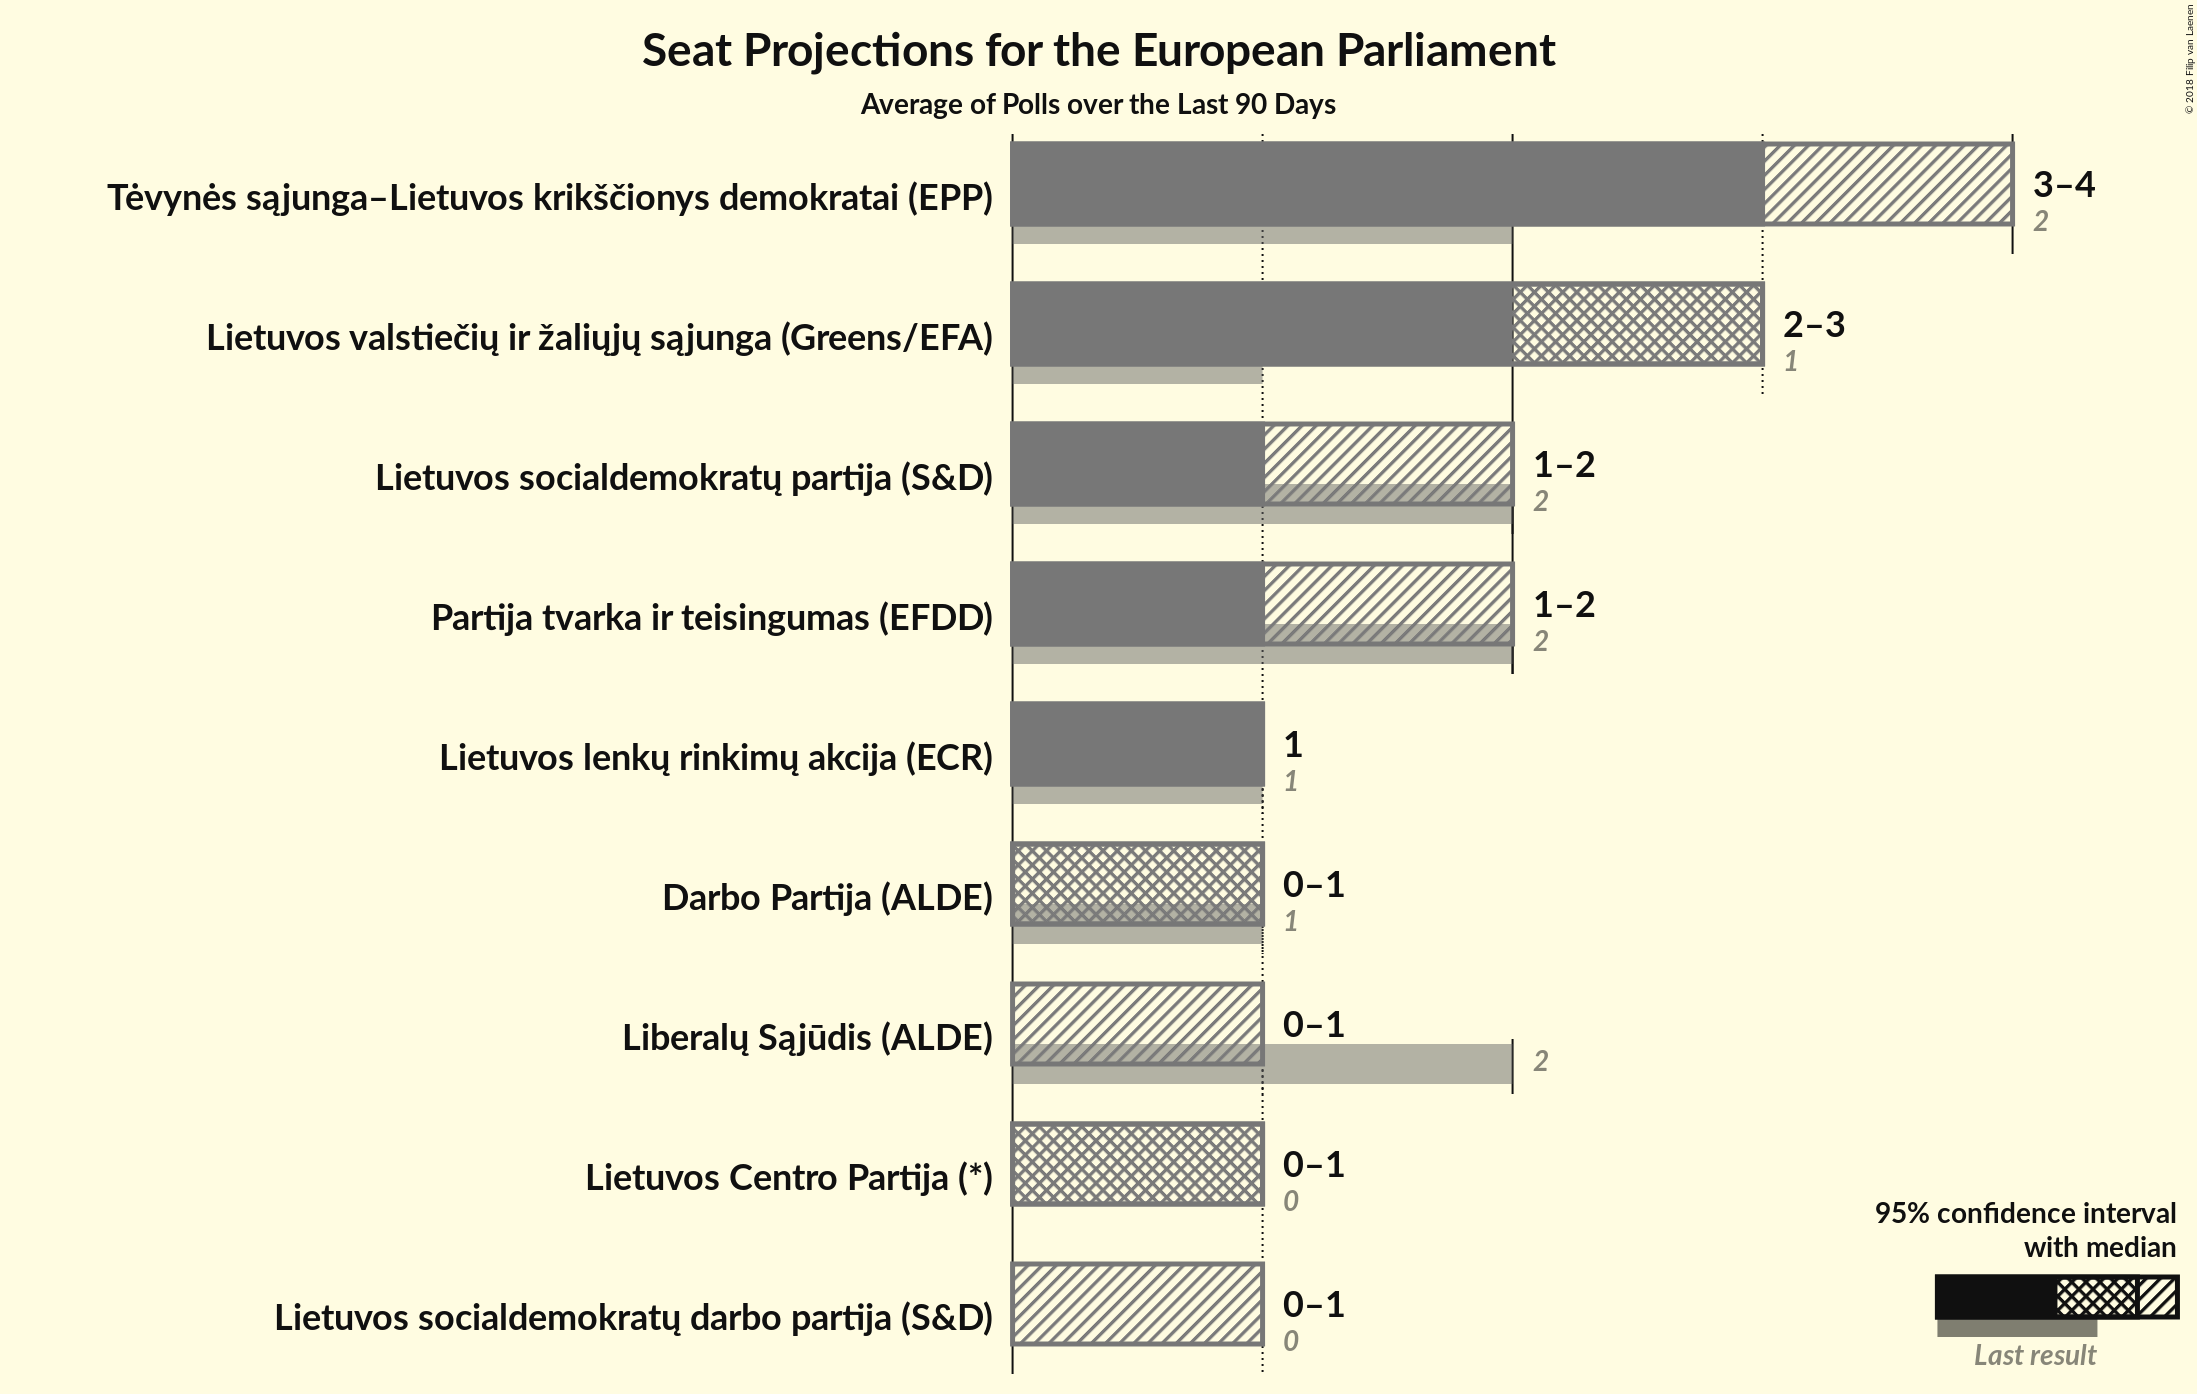 Seat Projections for the European Parliament
Average of Polls over the Last 90 Days
© 2018 Filip van Laenen
Tėvynės sąjunga–Lietuvos krikščionys demokratai (EPP)
3–4
2
Lietuvos valstiečių ir žaliųjų sąjunga (Greens/EFA)
2–3
1
Lietuvos socialdemokratų partija (S&D)
1–2
2
Partija tvarka ir teisingumas (EFDD)
1–2
2
Lietuvos lenkų rinkimų akcija (ECR)
1
1
Darbo Partija (ALDE)
0–1
1
Liberalų Sąjūdis (ALDE)
0–1
2
Lietuvos Centro Partija (*)
0–1
0
Lietuvos socialdemokratų darbo partija (S&D)
0–1
0
95% confidence interval
with median
Last result